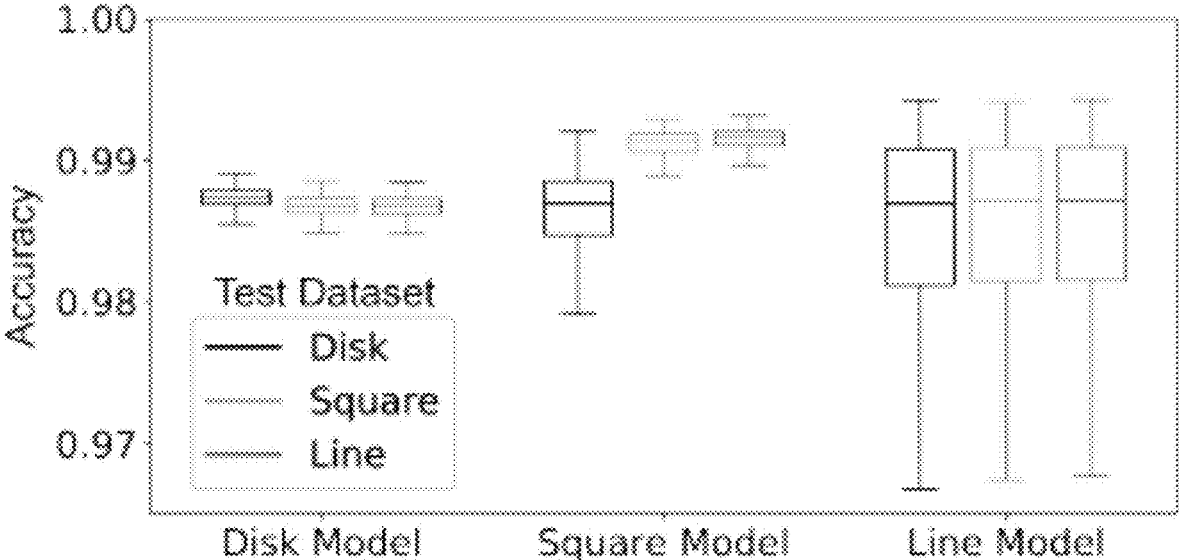 1.00
0.99
0.98
0.97
Accuracy
Test Dataset
Disk
Square
Line
Disk Model
Square Model
Line Model